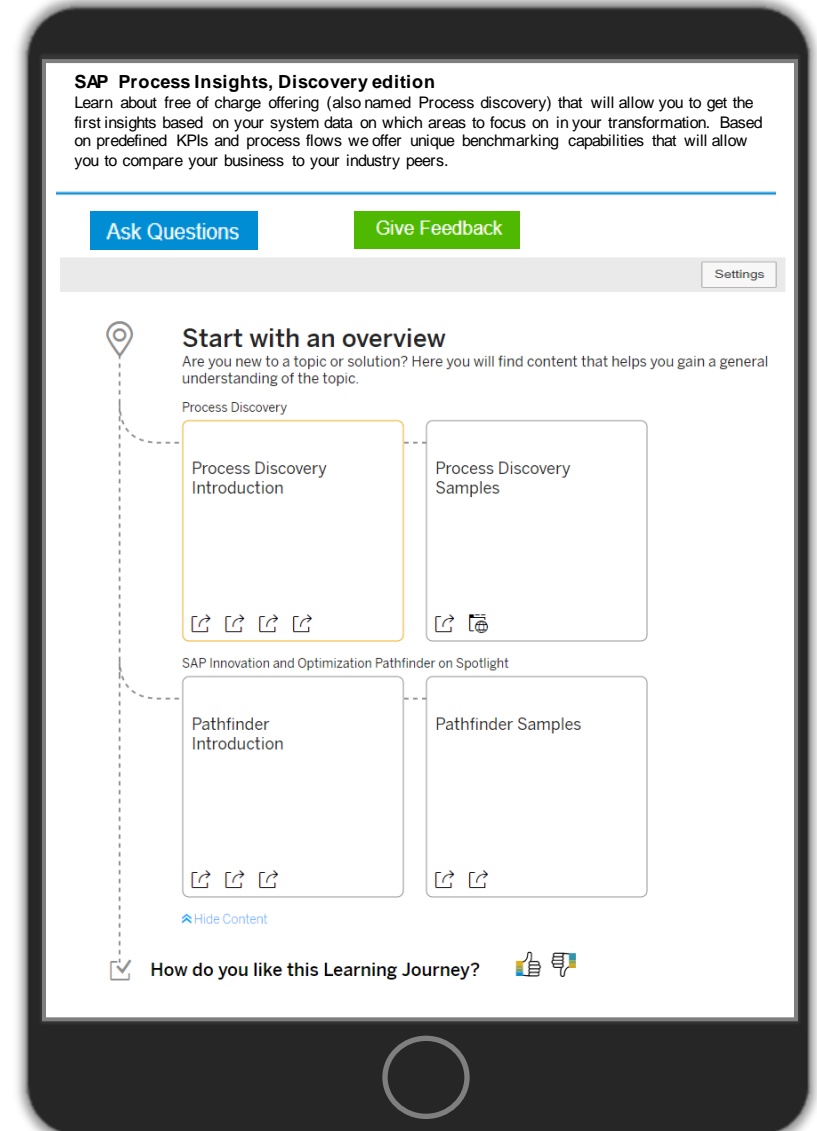 SAP Process Insights, Discovery edition
Learn about free of charge offering (also named Process discovery) that will allow you to get the
first insights based on your system data on which areas to focus on in your transformation. Based
on predefined KPIs and process flows we offer unique benchmarking capabilities that will allow
you to compare your business to your industry peers.
Ask Questions
Give Feedback
Settings
Start with an overview
Are you new to a topic or solution? Here you will find content that helps you gain a general
understanding of the topic.
Process Discovery
Process Discovery
Introduction
Process Discovery
Samples
SAP Innovation and Optimization Pathfinder on Spotlight
Pathfinder
Introduction
Pathfinder Samples
Hide Content
How do you like this Learning Journey?